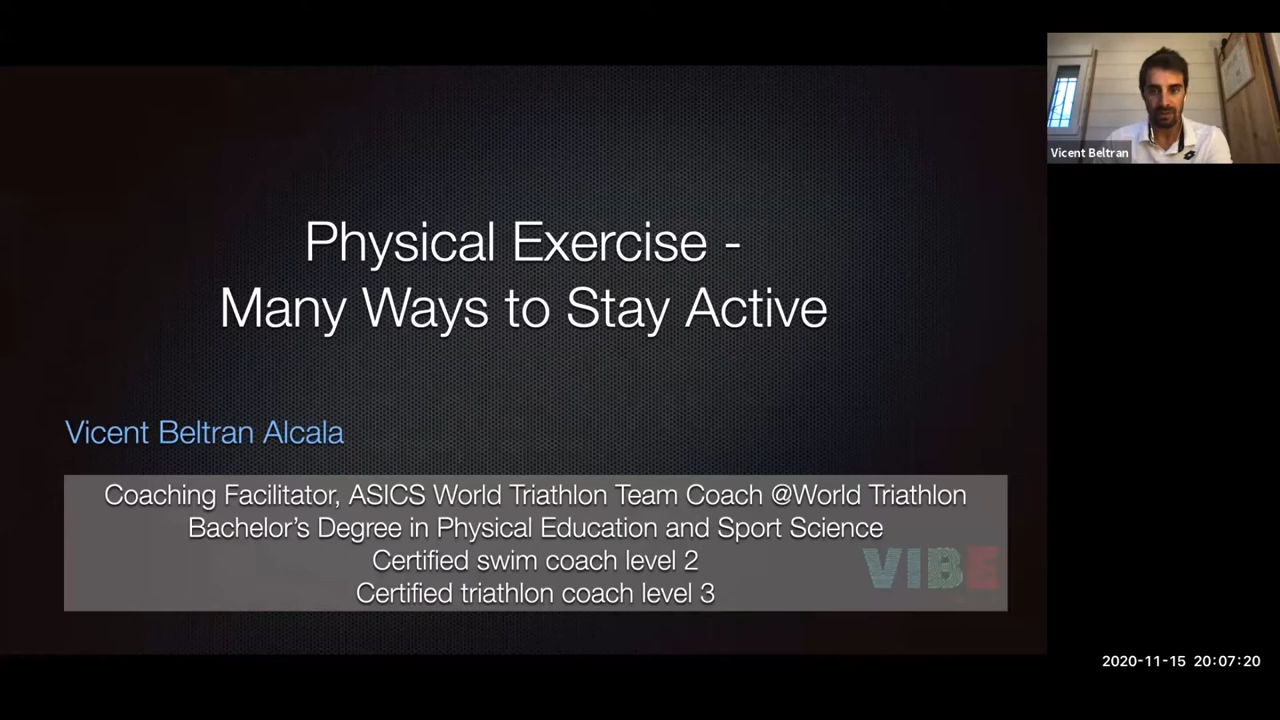 Physical Exercise -
Many Ways to Stay Active
Vicent Beltran Alcala
Coaching Facilitator, ASICS World Triathlon Team Coach @World Triathlon
Bachelor's Degree in Physical Education and Sport Science
Certified swim coach level 2
Certified triathlon coach level 3
VIBE
Vicent Beltran
2020-11-15 20:07:20